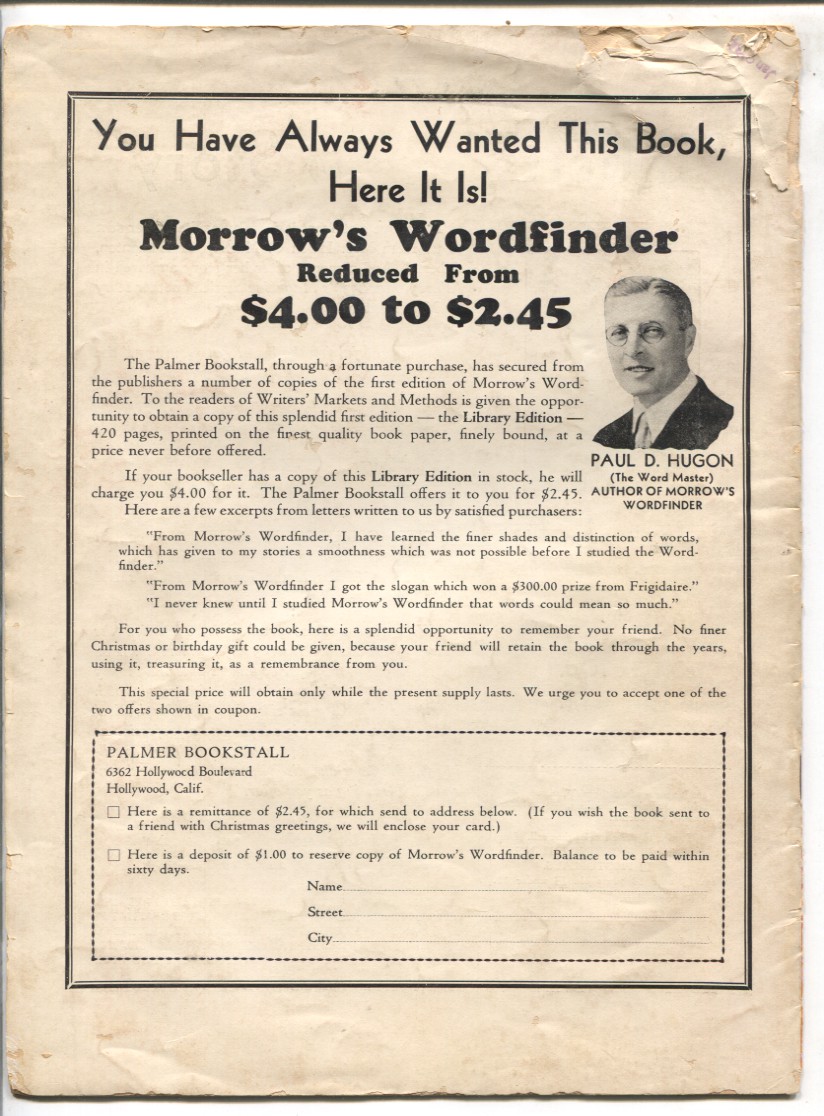 You Have Always Wanted This Book,
Here It Is!
Morrow's Wordfinder
Reduced From
$4.00 to $2.45
The Palmer Bookstall, through a fortunate purchase, has secured from
the publishers a number of copies of the first edition of Morrow's Word-
finder. To the readers of Writers' Markets and Methods is given the oppor-
tunity to obtain a copy of this splendid first edition — the Library Edition —
420 pages, printed on the finest quality book paper, finely bound, at a
price never before offered.
If your bookseller has a copy of this Library Edition in stock, he will
charge you $4.00 for it. The Palmer Bookstall offers it to you for $2.45.
Here are a few excerpts from letters written to us by satisfied purchasers:
PAUL D. HUGON
(The Word Master)
AUTHOR OF MORROW'S
WORDFINDER
"From Morrow's Wordfinder, I have learned the finer shades and distinction of words,
which has given to my stories a smoothness which was not possible before I studied the Word-
finder."
"From Morrow's Wordfinder I got the slogan which won a $300.00 prize from Frigidaire."
"I never knew until I studied Morrow's Wordfinder that words could mean so much."
For you who possess the book, here is a splendid opportunity to remember your friend. No finer
Christmas or birthday gift could be given, because your friend will retain the book through the years,
using it, treasuring it, as a remembrance from you.
This special price will obtain only while the present supply lasts. We urge you to accept one of the
two offers shown in coupon.
PALMER BOOKSTALL
6362 Hollywood Boulevard
Hollywood, Calif.
Here is a remittance of $2.45, for which send to address below. (If you wish the book sent to
a friend with Christmas greetings, we will enclose your card.)
Here is a deposit of $1.00 to reserve copy of Morrow's Wordfinder. Balance to be paid within
sixty days.
Name
Street
City